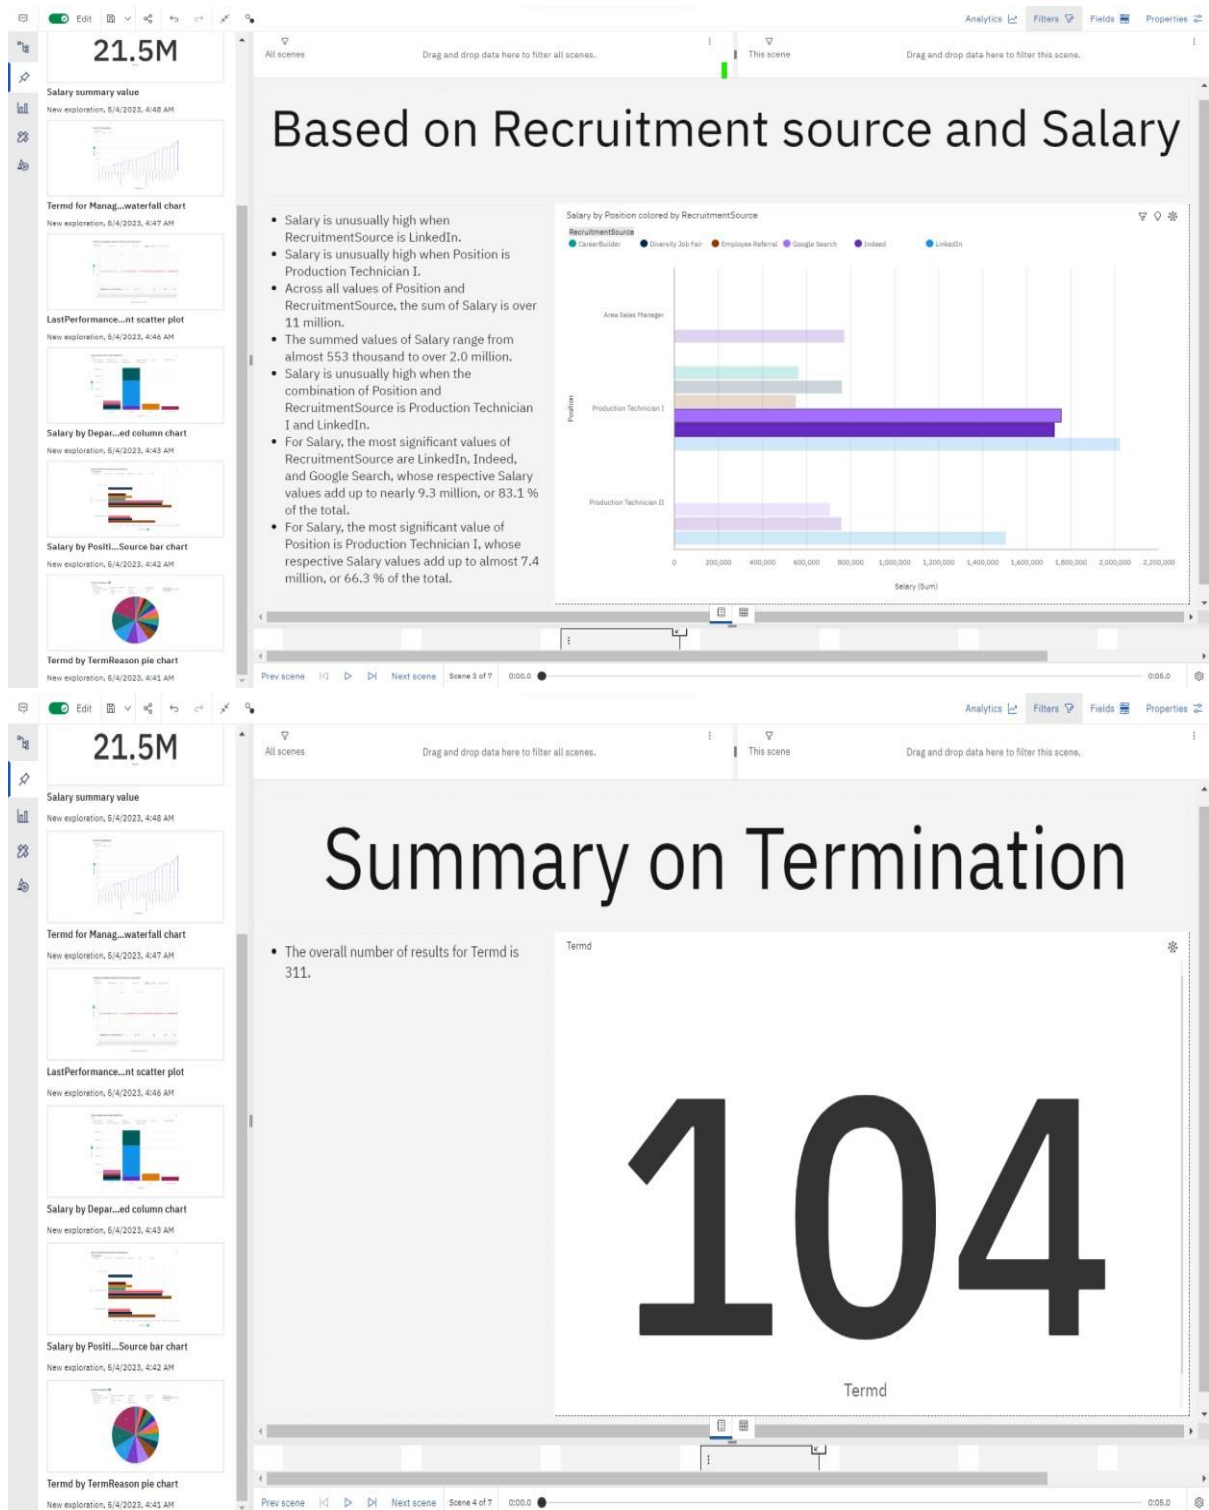 Edit
Analytics
Filters
Fields
Properties
21.5M
Salary summary value
New exploration, 6/4/2023, 4:48 AM
Termd for Manag...waterfall chart
New exploration, 6/4/2023, 4:47 AM
LastPerformance...nt scatter plot
New exploration, 6/4/2023, 4:46 AM
Salary by Depar...ed column chart
New exploration, 6/4/2023, 4:43 AM
Salary by Positi...Source bar chart
New exploration, 6/4/2023, 4:42 AM
Termd by TermReason pie chart
New exploration, 6/4/2023, 4:41 AM
All scenes
Drag and drop data here to filter all scenes.
This scene
Drag and drop data here to filter this scene.
Based on Recruitment source and Salary
• Salary is unusually high when
RecruitmentSource is LinkedIn.
• Salary is unusually high when Position is
Production Technician I.
• Across all values of Position and
RecruitmentSource, the sum of Salary is over
11 million.
• The summed values of Salary range from
almost 553 thousand to over 2.0 million.
• Salary is unusually high when the
combination of Position and
RecruitmentSource is Production Technician
I and LinkedIn.
• For Salary, the most significant values of
RecruitmentSource are LinkedIn, Indeed,
and Google Search, whose respective Salary
values add up to nearly 9.3 million, or 83.1 %
of the total.
• For Salary, the most significant value of
Position is Production Technician I, whose
respective Salary values add up to almost 7.4
million, or 66.3 % of the total.
Salary by Position colored by RecruitmentSource
RecruitmentSource
CareerBuilder Diversity Job Fair Employee Referral Google Search Indeed LinkedIn
Position
Area Sales Manager
Production Technician I
Production Technician II
0 200,000 400,000 600,000 800,000 1,000,000 1,200,000 1,400,000 1,600,000 1,800,000 2,000,000 2,200,000
Salary (Sum)
Prev scene Next scene Scene 3 of 7 0:00.0 0:05.0
Edit
Analytics
Filters
Fields
Properties
21.5M
Salary summary value
New exploration, 6/4/2023, 4:48 AM
Termd for Manag...waterfall chart
New exploration, 6/4/2023, 4:47 AM
LastPerformance...nt scatter plot
New exploration, 6/4/2023, 4:46 AM
Salary by Depar...ed column chart
New exploration, 6/4/2023, 4:43 AM
Salary by Positi...Source bar chart
New exploration, 6/4/2023, 4:42 AM
Termd by TermReason pie chart
New exploration, 6/4/2023, 4:41 AM
All scenes
Drag and drop data here to filter all scenes.
This scene
Drag and drop data here to filter this scene.
Summary on Termination
• The overall number of results for Termd is
311.
Termd
104
Termd
Prev scene Next scene Scene 4 of 7 0:00.0 0:05.0